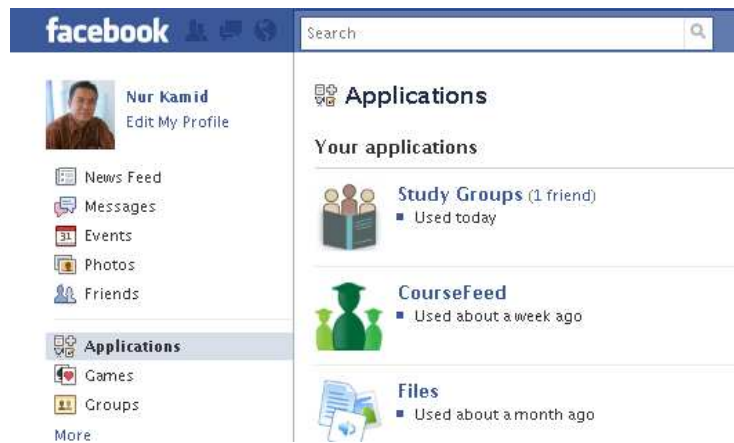 facebook
Search
Nur Kamid
Edit My Profile
News Feed
Messages
31 Events
Photos
Friends
Applications
Games
Groups
More
Applications
Your applications
Study Groups (1 friend)
Used today
CourseFeed
Used about a week ago
Files
Used about a month ago